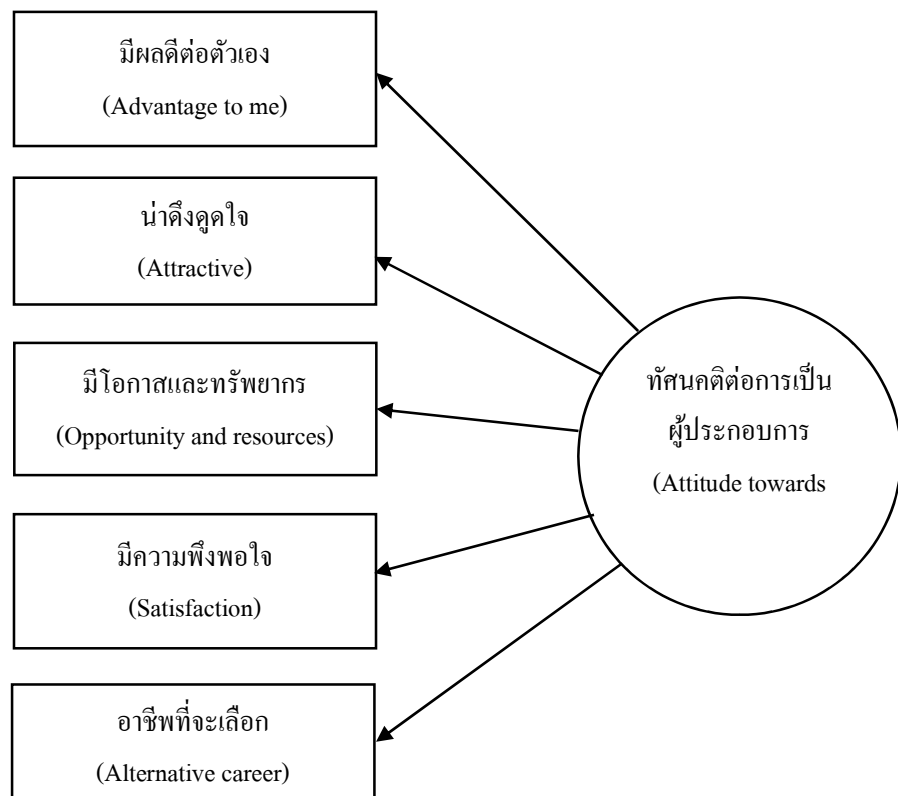 มีผลดีต่อตัวเอง
(Advantage to me)
น่าดึงดูดใจ
(Attractive)
มีโอกาสและทรัพยากร
(Opportunity and resources)
มีความพึงพอใจ
(Satisfaction)
อาชีพที่จะเลือก
(Alternative career)
ทัศนคติต่อการเป็น
ผู้ประกอบการ
(Attitude towards